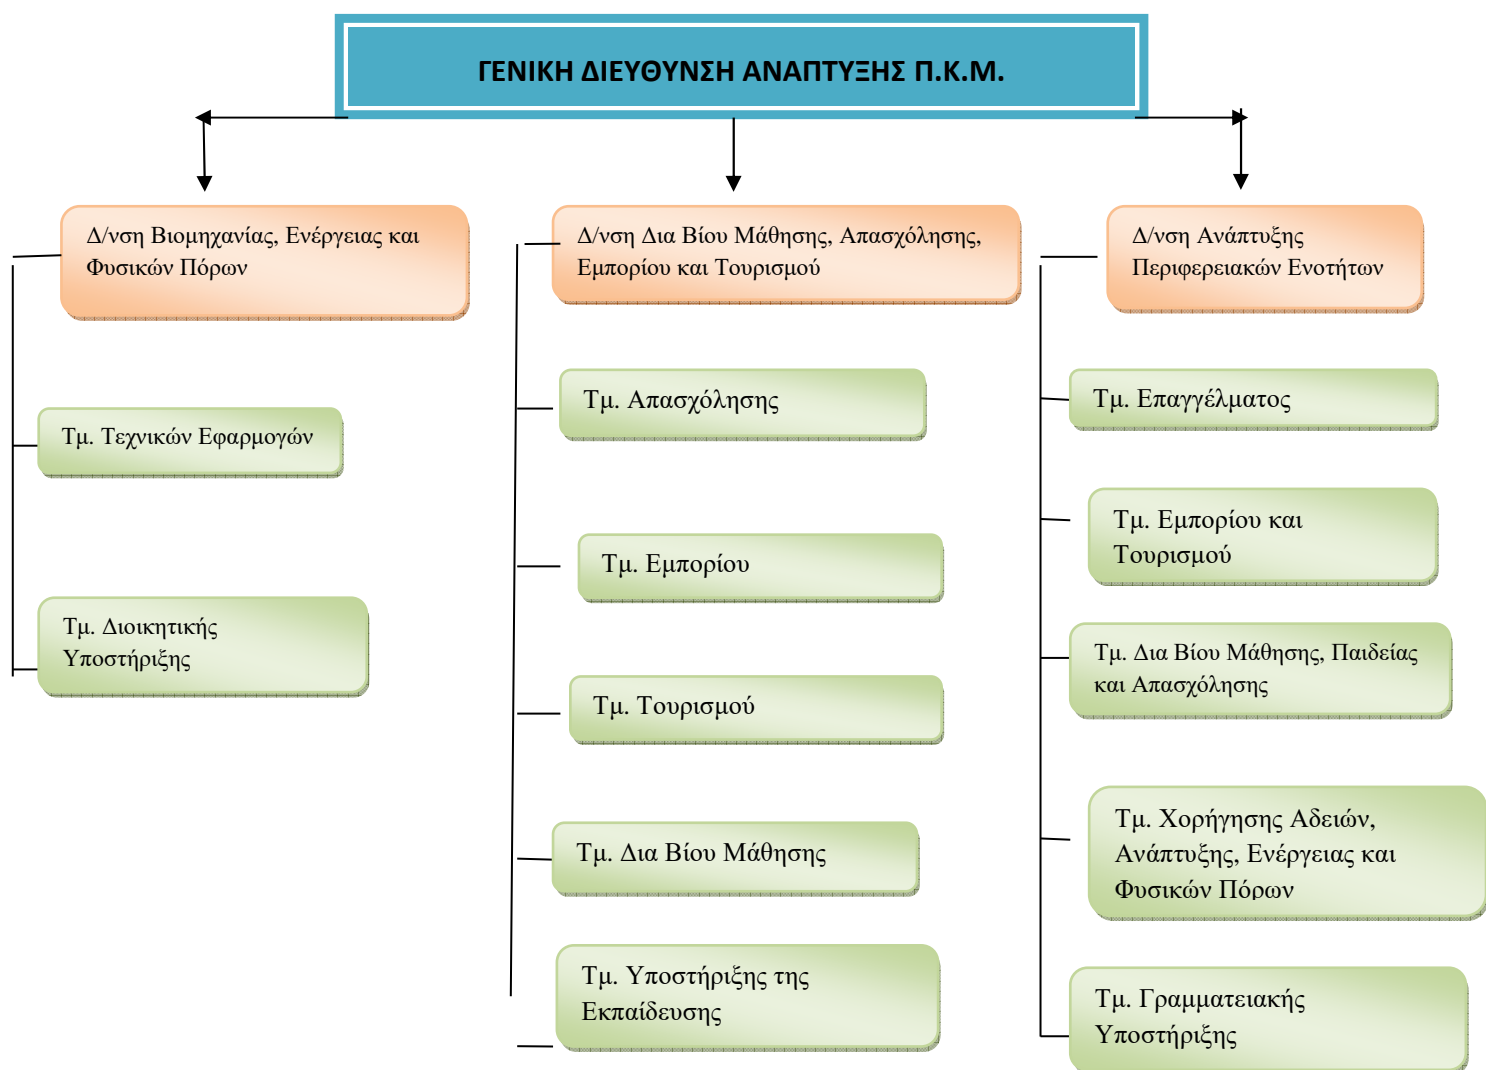 ΓΕΝΙΚΗ ΔΙΕΥΘΥΝΣΗ ΑΝΑΠΤΥΞΗΣ Π.Κ.Μ.
Δ/νση Βιομηχανίας, Ενέργειας και
Φυσικών Πόρων
Τμ. Τεχνικών Εφαρμογών
Τμ. Διοικητικής
Υποστήριξης
Δ/νση Δια Βίου Μάθησης, Απασχόλησης,
Εμπορίου και Τουρισμού
Τμ. Απασχόλησης
Τμ. Εμπορίου
Τμ. Τουρισμού
Τμ. Δια Βίου Μάθησης
Τμ. Υποστήριξης της
Εκπαίδευσης
Δ/νση Ανάπτυξης
Περιφερειακών Ενοτήτων
Τμ. Επαγγέλματος
Τμ. Εμπορίου και
Τουρισμού
Τμ. Δια Βίου Μάθησης, Παιδείας
και Απασχόλησης
Τμ. Χορήγησης Αδειών,
Ανάπτυξης, Ενέργειας και
Φυσικών Πόρων
Τμ. Γραμματειακής
Υποστήριξης